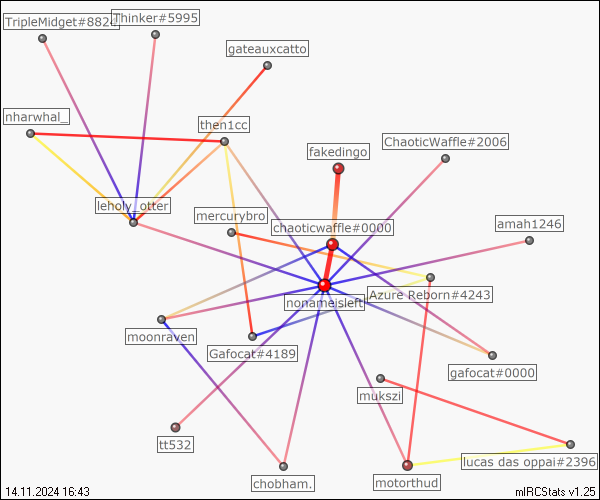 TripleMidget#8824
Thinker#5995
gateauxcatto
nharwhal_
then1cc
fakedingo
ChaoticWaffle#2006
leholy_otter
mercurybro
chaoticwaffle#0000
amah1246
nonameisleft
Azure Reborn#4243
moonraven
Gafocat#4189
gafocat#0000
mukszi
tt532
lucas das oppai#2396
chobham.
motorthud
14.11.2024 16:43
mIRCStats v1.25